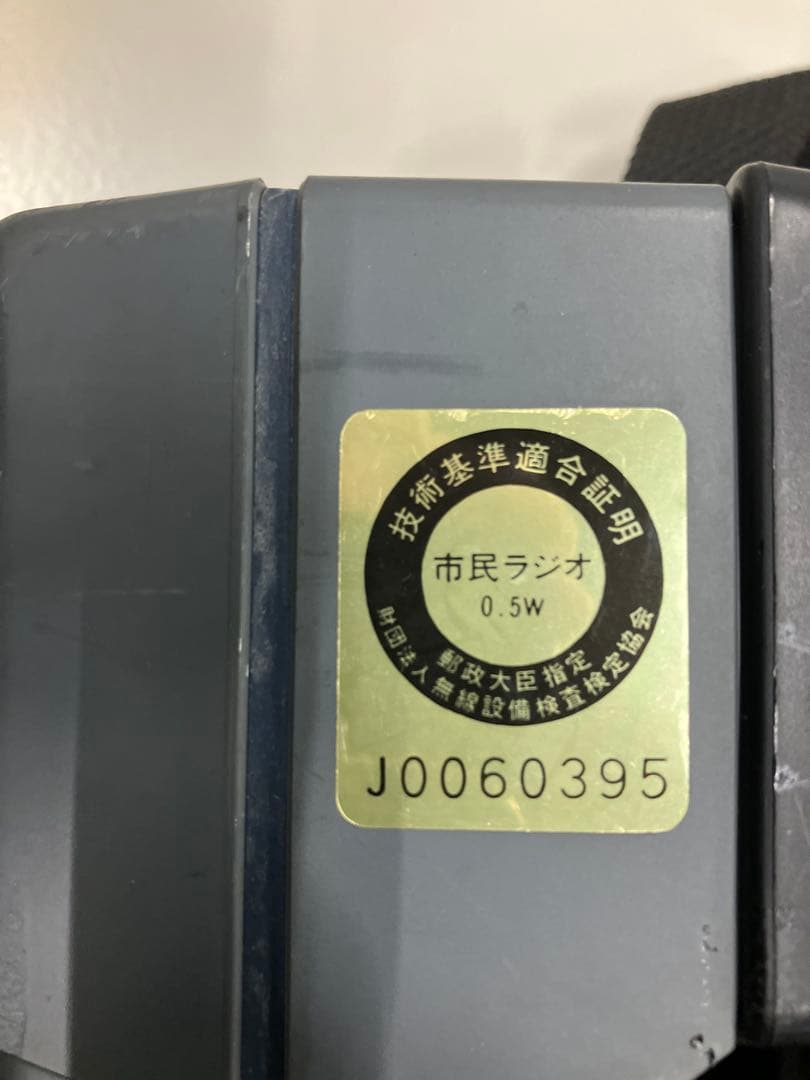 技術基準適合証明
市民ラジオ
0.5W
郵政大臣指定
財団法人無線設備検査検定協会
J0060395